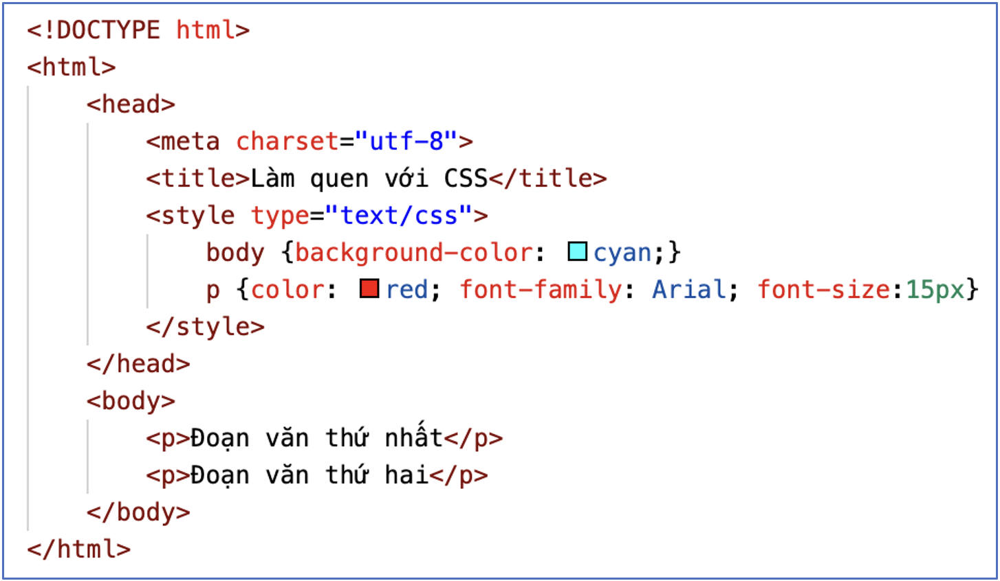 <!DOCTYPE html>
<html>
<head>
<meta charset="utf-8">
<title>Làm quen với CSS</title>
<style type="text/css">
body {background-color: cyan;}
p {color: red; font-family: Arial; font-size:15px}
</style>
</head>
<body>
<p>Đoạn văn thứ nhất</p>
<p>Đoạn văn thứ hai</p>
</body>
</html>